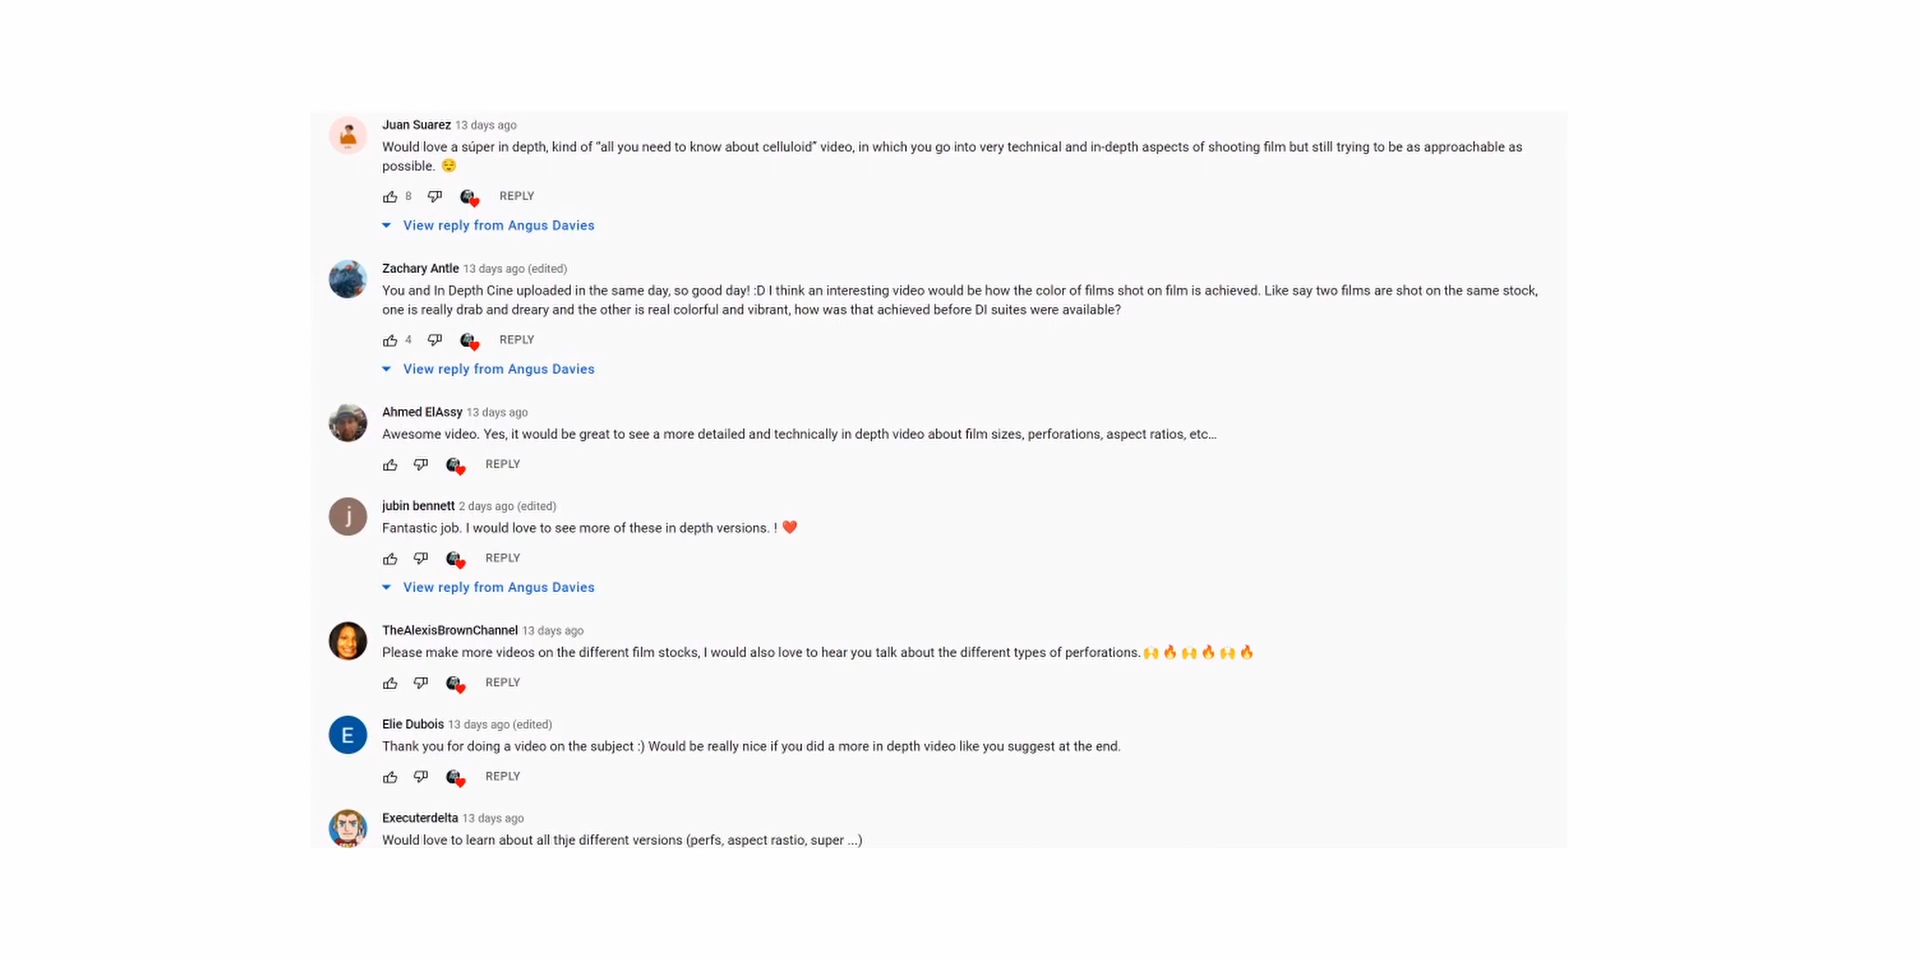 Juan Suarez 13 days ago
Would love a súper in depth, kind of “all you need to know about celluloid” video, in which you go into very technical and in-depth aspects of shooting film but still trying to be as approachable as
possible. ☺️
8 REPLY
View reply from Angus Davies
Zachary Antle 13 days ago (edited)
You and In Depth Cine uploaded in the same day, so good day! :D I think an interesting video would be how the color of films shot on film is achieved. Like say two films are shot on the same stock,
one is really drab and dreary and the other is real colorful and vibrant, how was that achieved before DI suites were available?
4 REPLY
View reply from Angus Davies
Ahmed ElAssy 13 days ago
Awesome video. Yes, it would be great to see a more detailed and technically in depth video about film sizes, perforations, aspect ratios, etc...
REPLY
j
jubin bennett 2 days ago (edited)
Fantastic job. I would love to see more of these in depth versions. ! ❤️
REPLY
View reply from Angus Davies
TheAlexisBrownChannel 13 days ago
Please make more videos on the different film stocks, I would also love to hear you talk about the different types of perforations.🙌🔥🙌🔥🙌🔥
REPLY
E
Elie Dubois 13 days ago (edited)
Thank you for doing a video on the subject :) Would be really nice if you did a more in depth video like you suggest at the end.
REPLY
Executerdelta 13 days ago
Would love to learn about all thje different versions (perfs, aspect rastio, super ...)